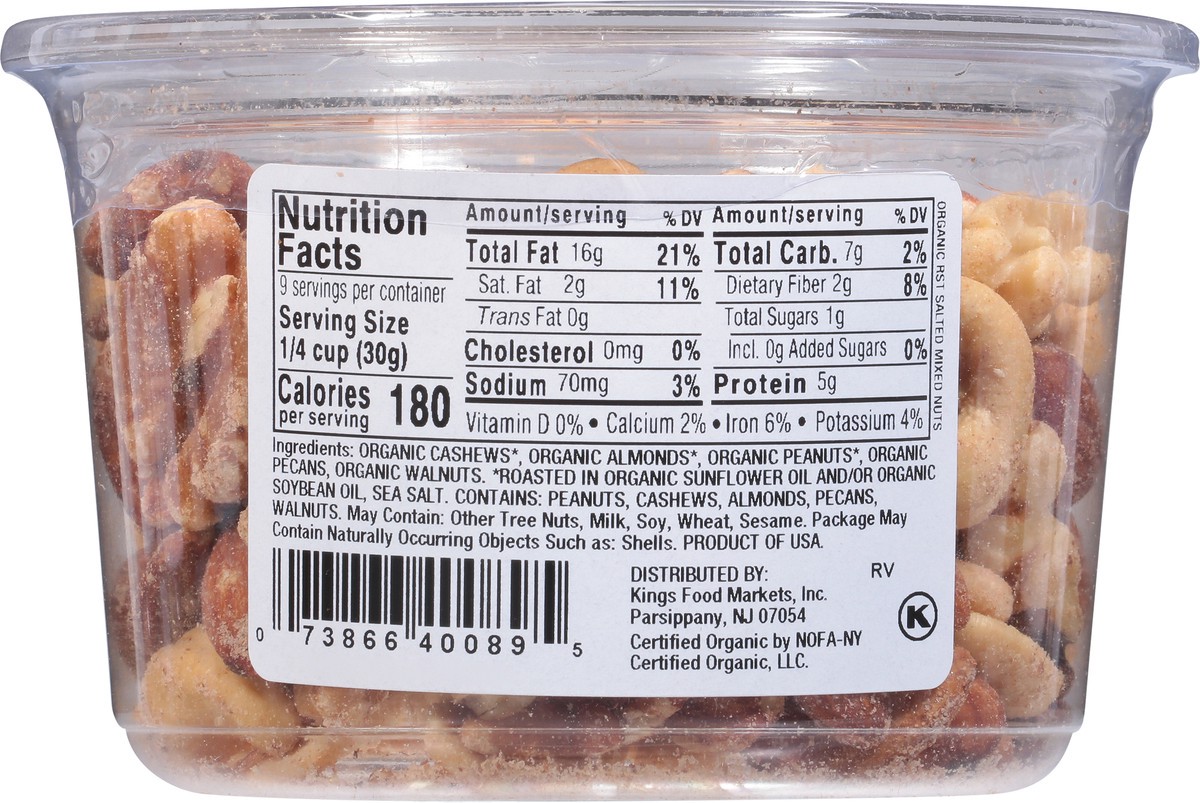 Nutrition
Facts
9 servings per container
Serving Size
1/4 cup (30g)
Calories 180
per serving
Amount/serving % DV
Total Fat 16g 21%
Sat. Fat 2g 11%
Trans Fat 0g
Cholesterol 0mg 0%
Sodium 70mg 3%
Amount/serving % DV
Total Carb. 7g 2%
Dietary Fiber 2g 8%
Total Sugars 1g
Incl. 0g Added Sugars 0%
Protein 5g
Vitamin D 0% • Calcium 2% • Iron 6% • Potassium 4%
ORGANIC RST SALTED MIXED NUTS
Ingredients: ORGANIC CASHEWS*, ORGANIC ALMONDS*, ORGANIC PEANUTS*, ORGANIC
PECANS, ORGANIC WALNUTS. *ROASTED IN ORGANIC SUNFLOWER OIL AND/OR ORGANIC
SOYBEAN OIL, SEA SALT. CONTAINS: PEANUTS, CASHEWS, ALMONDS, PECANS,
WALNUTS. May Contain: Other Tree Nuts, Milk, Soy, Wheat, Sesame. Package May
Contain Naturally Occurring Objects Such as: Shells. PRODUCT OF USA.
0 73866 40089 5
DISTRIBUTED BY: RV
Kings Food Markets, Inc.
Parsippany, NJ 07054
Certified Organic by NOFA-NY
Certified Organic, LLC.
K